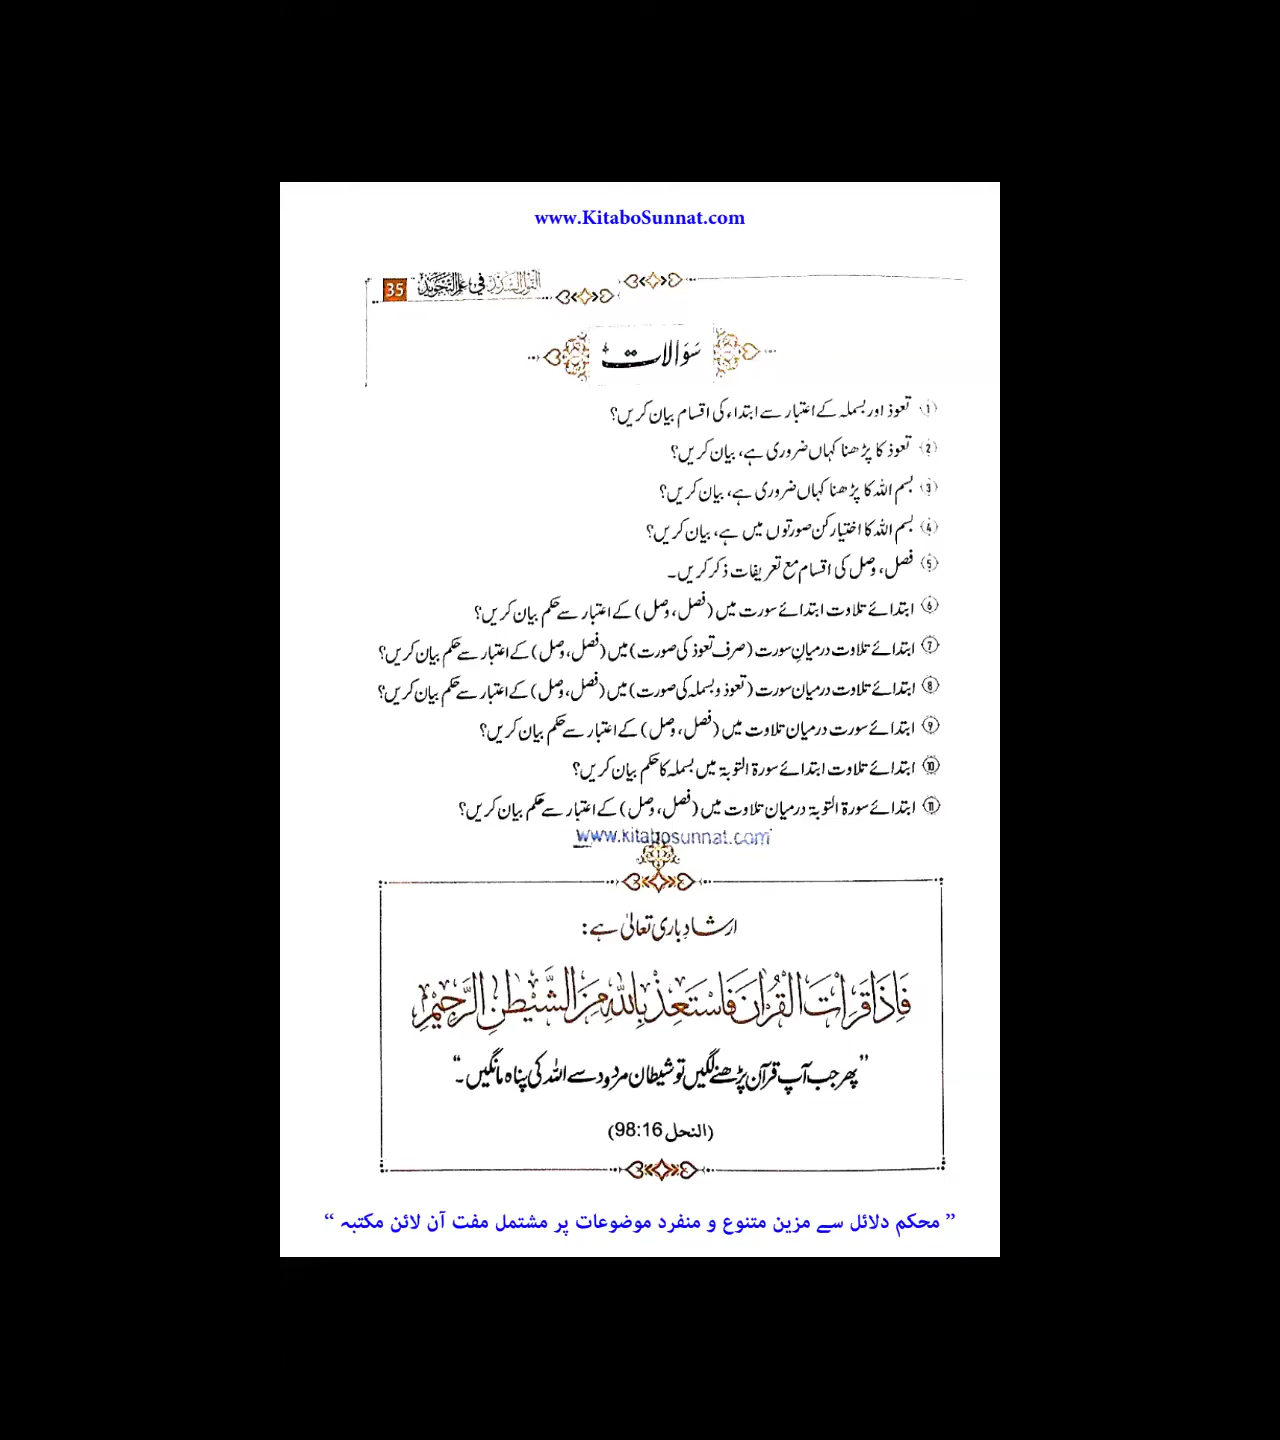 www.KitaboSunnat.com
القول السديد في علم التجويد 35
سَوَالات
① تعوذ اور بسملہ کے اعتبار سے ابتداء کی اقسام بیان کریں؟
② تعوذ کا پڑھنا کہاں ضروری ہے، بیان کریں؟
③ بسم اللہ کا پڑھنا کہاں ضروری ہے، بیان کریں؟
④ بسم اللہ کا اختیار کن صورتوں میں ہے، بیان کریں؟
⑤ فصل، وصل کی اقسام مع تعریفات ذکر کریں۔
⑥ ابتدائے تلاوت ابتدائے سورت میں (فصل، وصل) کے اعتبار سے حکم بیان کریں؟
⑦ ابتدائے تلاوت درمیانِ سورت (صرف تعوذ کی صورت) میں (فصل، وصل) کے اعتبار سے حکم بیان کریں؟
⑧ ابتدائے تلاوت درمیان سورت (تعوذ و بسملہ کی صورت) میں (فصل، وصل) کے اعتبار سے حکم بیان کریں؟
⑨ ابتدائے سورت درمیان تلاوت میں (فصل، وصل) کے اعتبار سے حکم بیان کریں؟
⑩ ابتدائے تلاوت ابتدائے سورۃ التوبۃ میں بسملہ کا حکم بیان کریں؟
⑪ ابتدائے سورۃ التوبۃ درمیان تلاوت میں (فصل، وصل) کے اعتبار سے حکم بیان کریں؟
www.kitabosunnat.com
ارشادِ باری تعالیٰ ہے:
فَاِذَا قَرَاْتَ الْقُرْاٰنَ فَاسْتَعِذْ بِاللّٰهِ مِنَ الشَّيْطٰنِ الرَّجِيْمِ
”پھر جب آپ قرآن پڑھنے لگیں تو شیطان مردود سے اللہ کی پناہ مانگیں۔“
(النحل 98:16)
” محکم دلائل سے مزین متنوع و منفرد موضوعات پر مشتمل مفت آن لائن مکتبہ “